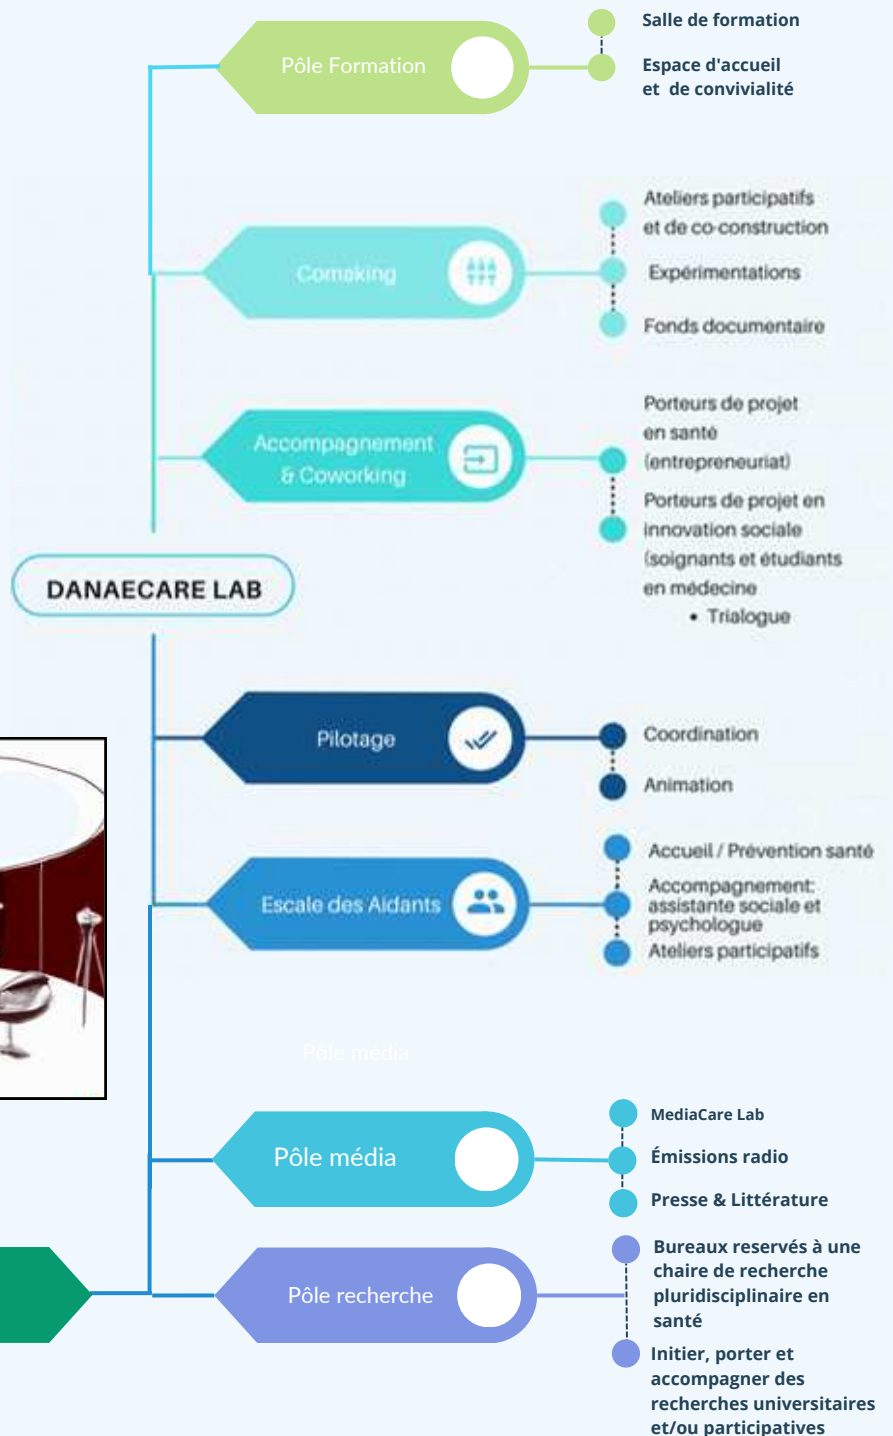 Pôle Formation
Salle de formation
Espace d'accueil
et de convivialité
Comaking
Ateliers participatifs
et de co-construction
Expérimentations
Fonds documentaire
Accompagnement
& Coworking
Porteurs de projet
en santé
(entrepreneuriat)
Porteurs de projet en
innovation sociale
(soignants et étudiants
en médecine
• Trialogue
DANAECARE LAB
Pilotage
Coordination
Animation
Escale des Aidants
Accueil / Prévention santé
Accompagnement:
assistante sociale et
psychologue
Ateliers participatifs
Pôle média
Pôle média
MediaCare Lab
Émissions radio
Presse & Littérature
Pôle recherche
Bureaux reservés à une
chaire de recherche
pluridisciplinaire en
santé
Initier, porter et
accompagner des
recherches universitaires
et/ou participatives